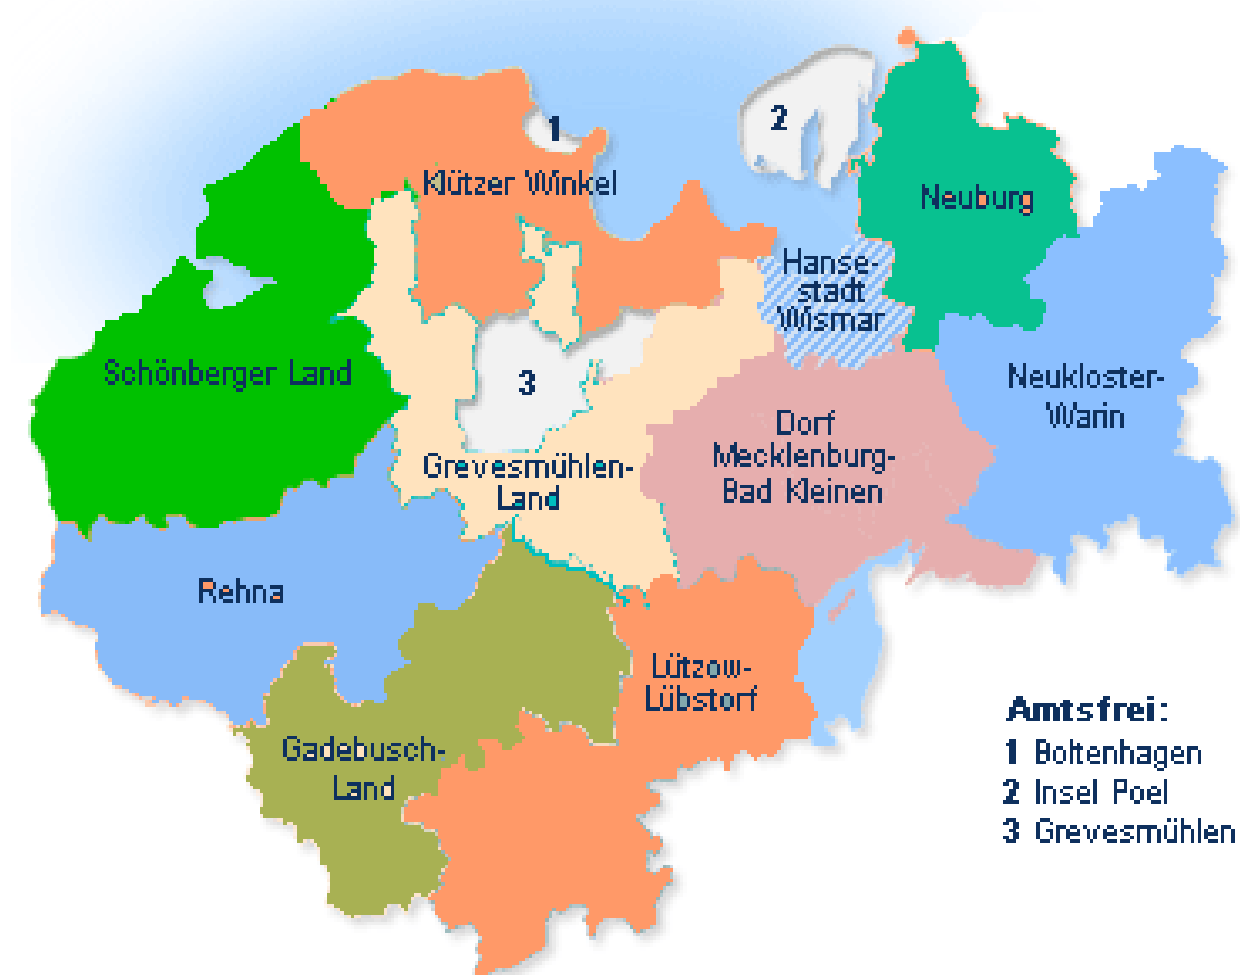 1
2
Klützer Winkel
Neuburg
Hanse-
stadt
Wismar
Schönberger Land
3
Neukloster-
Warin
Dorf
Mecklenburg-
Bad Kleinen
Grevesmühlen-
Land
Rehna
Lützow-
Lübstorf
Gadebusch-
Land
Amtsfrei:
1 Boltenhagen
2 Insel Poel
3 Grevesmühlen